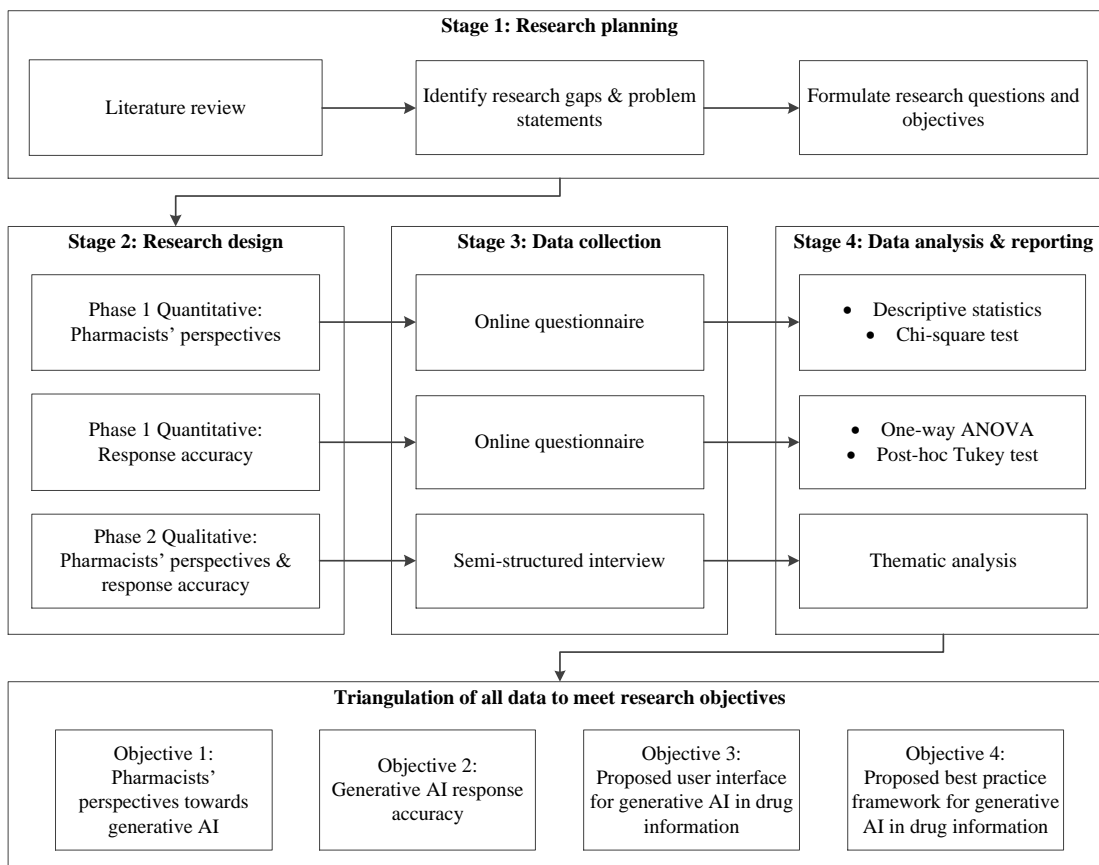 Stage 1: Research planning
Literature review
Identify research gaps & problem
statements
Formulate research questions and
objectives
Stage 2: Research design
Phase 1 Quantitative:
Pharmacists’ perspectives
Phase 1 Quantitative:
Response accuracy
Phase 2 Qualitative:
Pharmacists’ perspectives &
response accuracy
Stage 3: Data collection
Online questionnaire
Online questionnaire
Semi-structured interview
Stage 4: Data analysis & reporting
• Descriptive statistics
• Chi-square test
• One-way ANOVA
• Post-hoc Tukey test
Thematic analysis
Triangulation of all data to meet research objectives
Objective 1:
Pharmacists’
perspectives towards
generative AI
Objective 2:
Generative AI response
accuracy
Objective 3:
Proposed user interface
for generative AI in drug
information
Objective 4:
Proposed best practice
framework for generative
AI in drug information